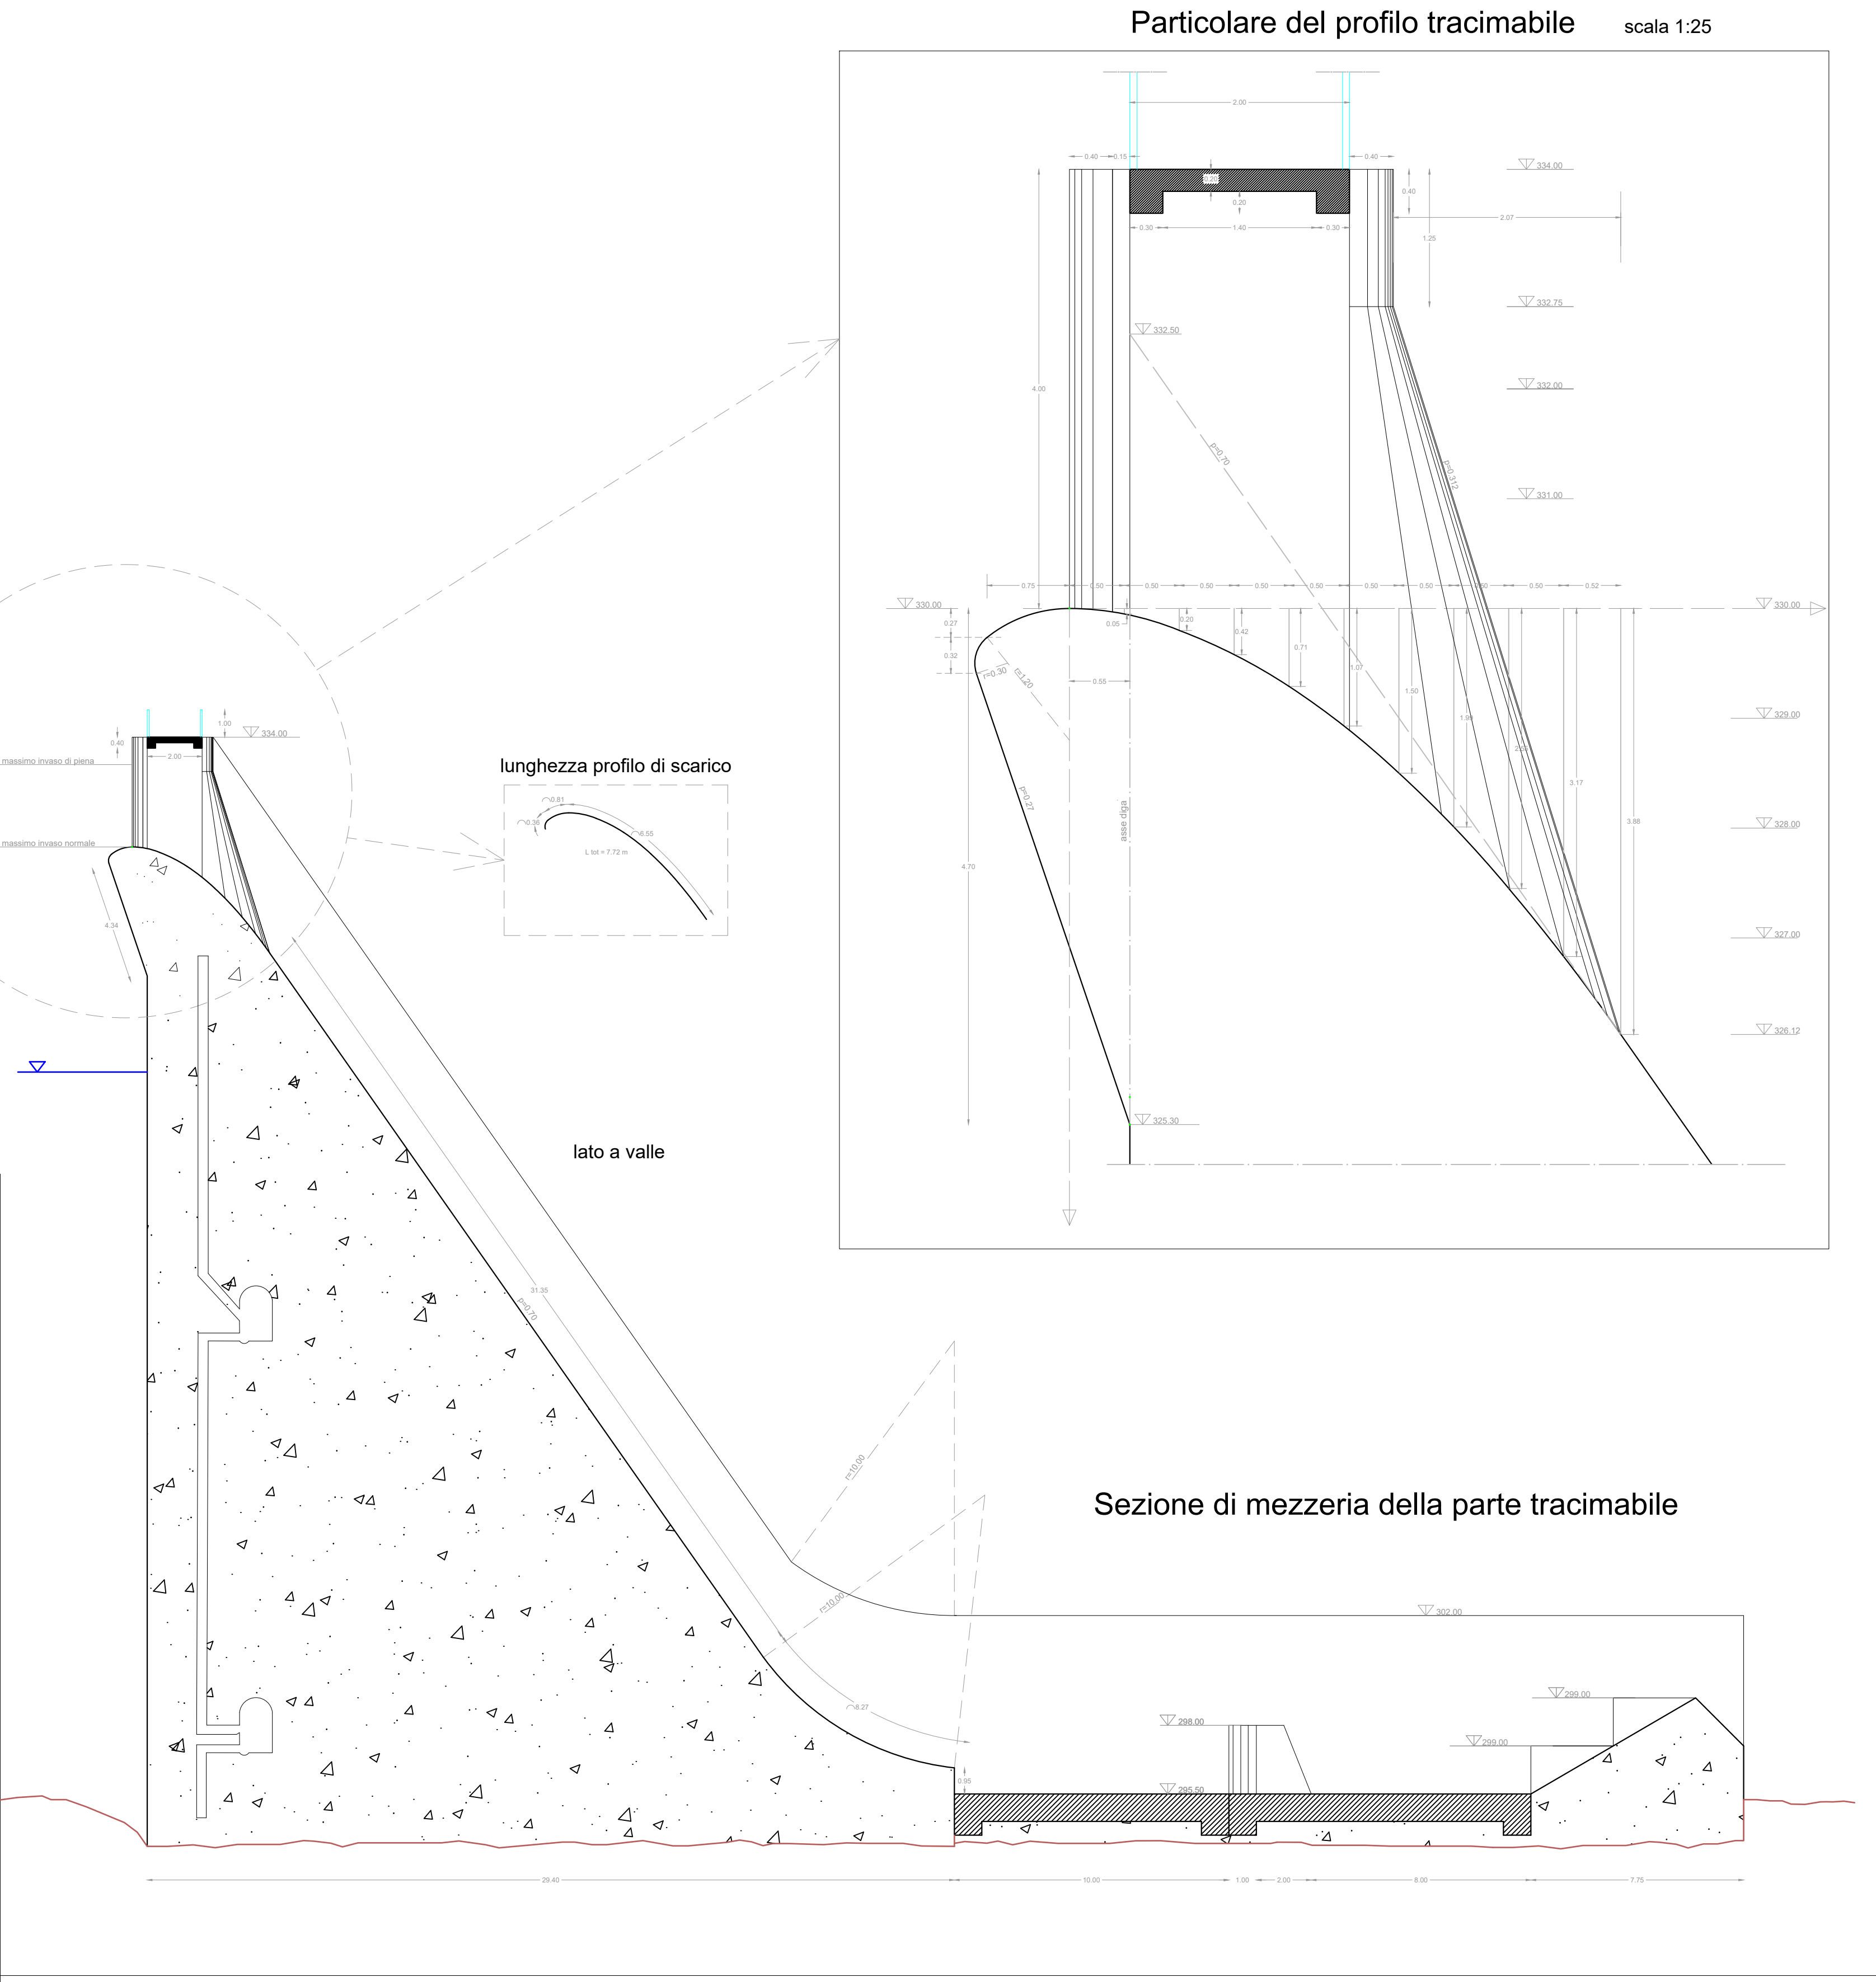 Particolare del profilo tracimabile scala 1:25
2.00
0.40 0.15 0.40
334.00
0.20
0.40
0.20
2.07
0.30 1.40 0.30
1.25
332.75
332.50
332.00
4.00
p=0.70
p=0.312
331.00
0.75 0.50 0.50 0.50 0.50 0.50 0.50 0.50 0.50 0.50 0.52
330.00
330.00
0.27
0.05
0.20
0.42
0.32
0.71
1.07
r=0.30
r=1.20
0.55
1.50
1.99
329.00
3.17
p=0.27
asse diga
3.88
328.00
4.70
327.00
326.12
325.30
1.00
334.00
0.40
2.00
massimo invaso di piena
massimo invaso normale
4.34
lunghezza profilo di scarico
0.81
0.36
6.55
L tot = 7.72 m
lato a valle
31.35
p=0.70
r=10.00
r=10.00
8.27
Sezione di mezzeria della parte tracimabile
302.00
299.00
298.00
299.00
0.95
295.50
29.40 10.00 1.00 2.00 8.00 7.75